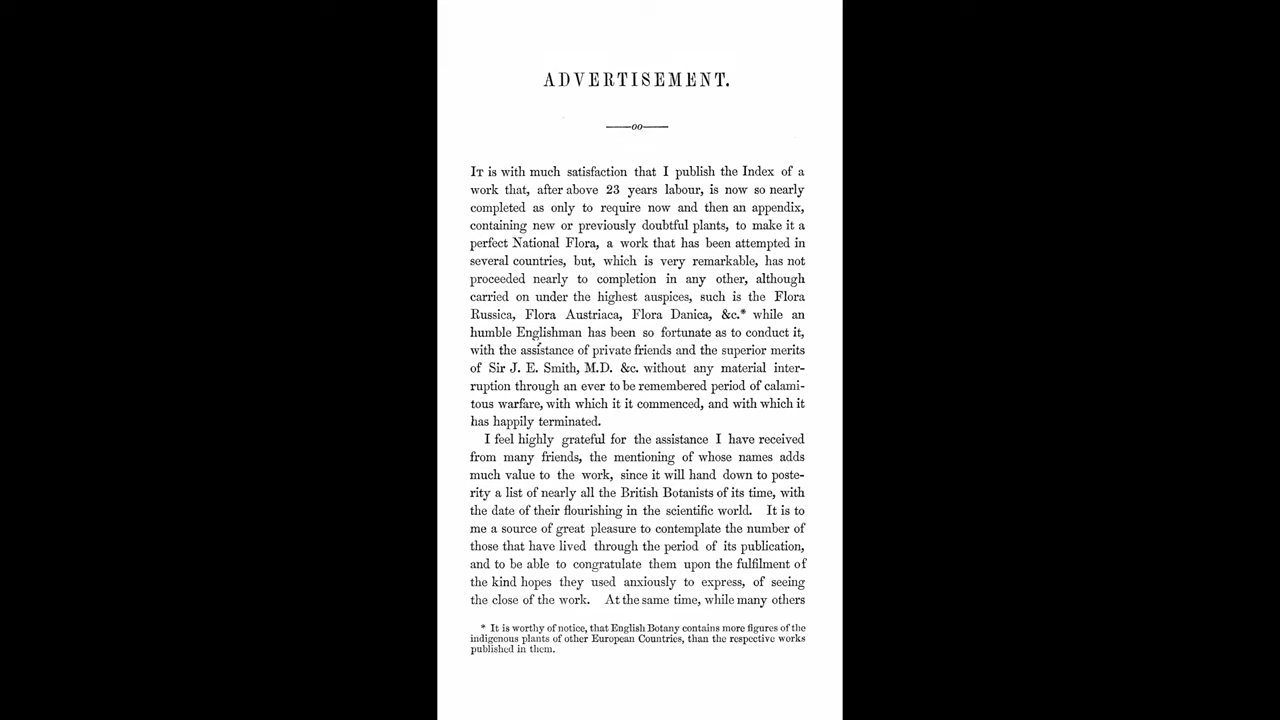 ADVERTISEMENT.
oo
IT is with much satisfaction that I publish the Index of a
work that, after above 23 years labour, is now so nearly
completed as only to require now and then an appendix,
containing new or previously doubtful plants, to make it a
perfect National Flora, a work that has been attempted in
several countries, but, which is very remarkable, has not
proceeded nearly to completion in any other, although
carried on under the highest auspices, such is the Flora
Russica, Flora Austriaca, Flora Danica, &c.* while an
humble Englishman has been so fortunate as to conduct it,
with the assistance of private friends and the superior merits
of Sir J. E. Smith, M.D. &c. without any material inter-
ruption through an ever to be remembered period of calami-
tous warfare, with which it it commenced, and with which it
has happily terminated.
I feel highly grateful for the assistance I have received
from many friends, the mentioning of whose names adds
much value to the work, since it will hand down to poste-
rity a list of nearly all the British Botanists of its time, with
the date of their flourishing in the scientific world. It is to
me a source of great pleasure to contemplate the number of
those that have lived through the period of its publication,
and to be able to congratulate them upon the fulfilment of
the kind hopes they used anxiously to express, of seeing
the close of the work. At the same time, while many others
* It is worthy of notice, that English Botany contains more figures of the
indigenous plants of other European Countries, than the respective works
published in them.